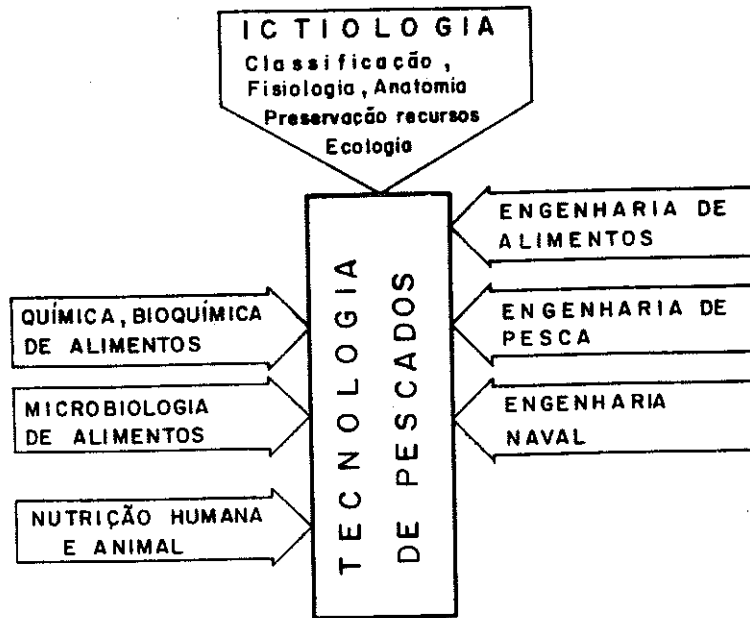 ICTIOLOGIA
Classificação,
Fisiologia, Anatomia
Preservação recursos
Ecologia
QUÍMICA, BIOQUÍMICA
DE ALIMENTOS
MICROBIOLOGIA
DE ALIMENTOS
NUTRIÇÃO HUMANA
E ANIMAL
TECNOLOGIA
DE PESCADOS
ENGENHARIA DE
ALIMENTOS
ENGENHARIA DE
PESCA
ENGENHARIA
NAVAL